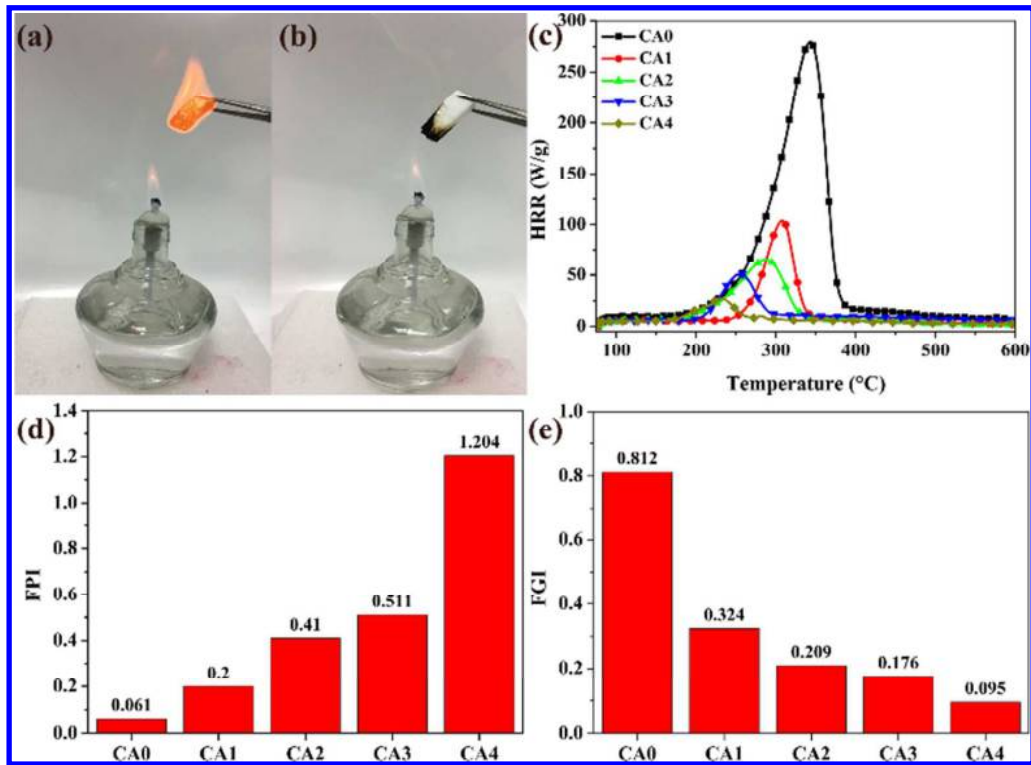 (a)
(b)
(c)
CA0
CA1
CA2
CA3
CA4
HRR (W/g)
300
250
200
150
100
50
0
100 200 300 400 500 600
Temperature (°C)
(d)
FPI
1.4
1.2
1.0
0.8
0.6
0.4
0.2
0.0
0.061
0.2
0.41
0.511
1.204
CA0 CA1 CA2 CA3 CA4
(e)
FGI
1.0
0.8
0.6
0.4
0.2
0.0
0.812
0.324
0.209
0.176
0.095
CA0 CA1 CA2 CA3 CA4